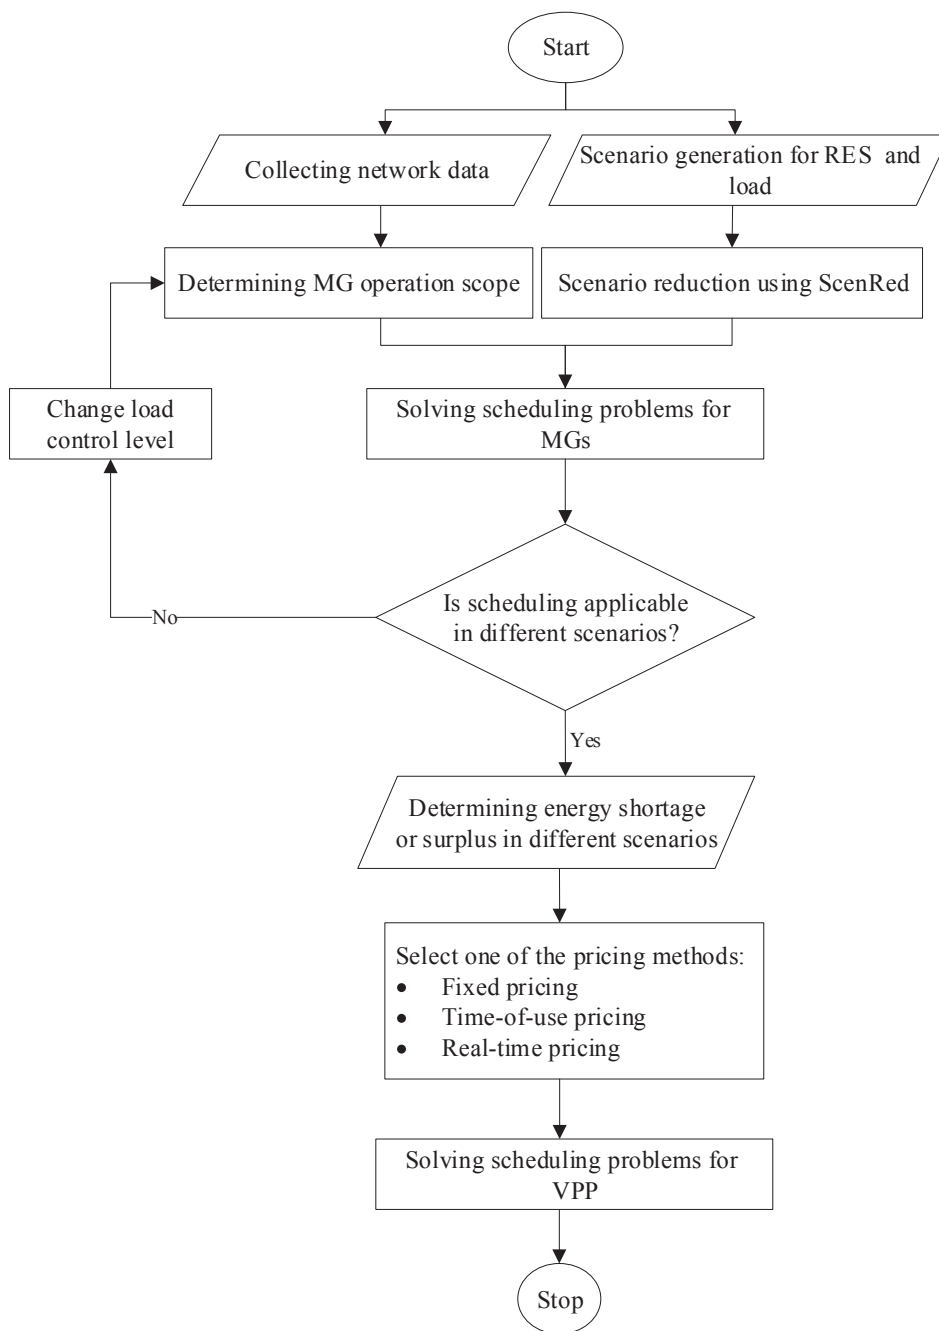 Start
Collecting network data
Scenario generation for RES and
load
Determining MG operation scope
Scenario reduction using ScenRed
Change load
control level
Solving scheduling problems for
MGs
Is scheduling applicable
in different scenarios?
No
Yes
Determining energy shortage
or surplus in different scenarios
Select one of the pricing methods:
• Fixed pricing
• Time-of-use pricing
• Real-time pricing
Solving scheduling problems for
VPP
Stop